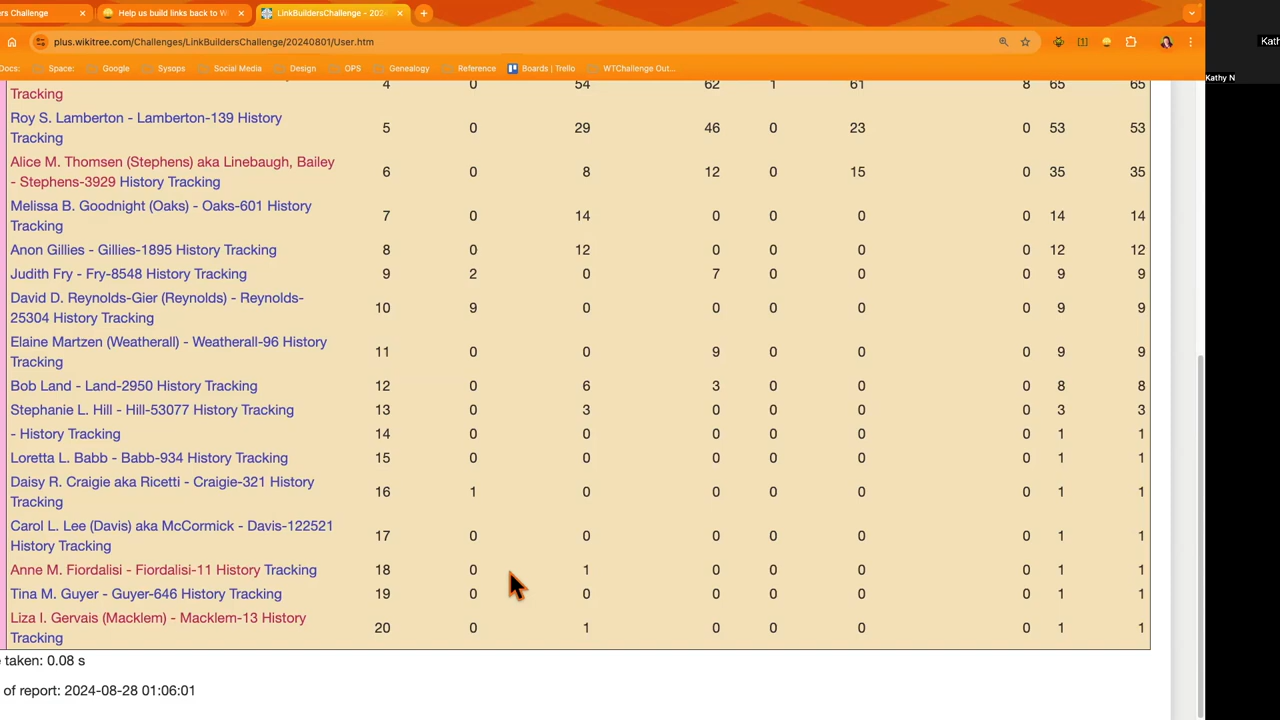 rs Challenge
Help us build links back to W
LinkBuildersChallenge - 202
plus.wikitree.com/Challenges/LinkBuildersChallenge/20240801/User.htm
Docs: Space: Google Sysops Social Media Design OPS Genealogy Reference Boards | Trello WTChallenge Out...
Kath
Kathy N
Tracking 4 0 54 62 1 61 8 65 65
Roy S. Lamberton - Lamberton-139 History
Tracking 5 0 29 46 0 23 0 53 53
Alice M. Thomsen (Stephens) aka Linebaugh, Bailey
- Stephens-3929 History Tracking 6 0 8 12 0 15 0 35 35
Melissa B. Goodnight (Oaks) - Oaks-601 History
Tracking 7 0 14 0 0 0 0 14 14
Anon Gillies - Gillies-1895 History Tracking 8 0 12 0 0 0 0 12 12
Judith Fry - Fry-8548 History Tracking 9 2 0 7 0 0 0 9 9
David D. Reynolds-Gier (Reynolds) - Reynolds-
25304 History Tracking 10 9 0 0 0 0 0 9 9
Elaine Martzen (Weatherall) - Weatherall-96 History
Tracking 11 0 0 9 0 0 0 9 9
Bob Land - Land-2950 History Tracking 12 0 6 3 0 0 0 8 8
Stephanie L. Hill - Hill-53077 History Tracking 13 0 3 0 0 0 0 3 3
- History Tracking 14 0 0 0 0 0 0 1 1
Loretta L. Babb - Babb-934 History Tracking 15 0 0 0 0 0 0 1 1
Daisy R. Craigie aka Ricetti - Craigie-321 History
Tracking 16 1 0 0 0 0 0 1 1
Carol L. Lee (Davis) aka McCormick - Davis-122521
History Tracking 17 0 0 0 0 0 0 1 1
Anne M. Fiordalisi - Fiordalisi-11 History Tracking 18 0 1 0 0 0 0 1 1
Tina M. Guyer - Guyer-646 History Tracking 19 0 0 0 0 0 0 1 1
Liza I. Gervais (Macklem) - Macklem-13 History
Tracking 20 0 1 0 0 0 0 1 1
taken: 0.08 s
of report: 2024-08-28 01:06:01